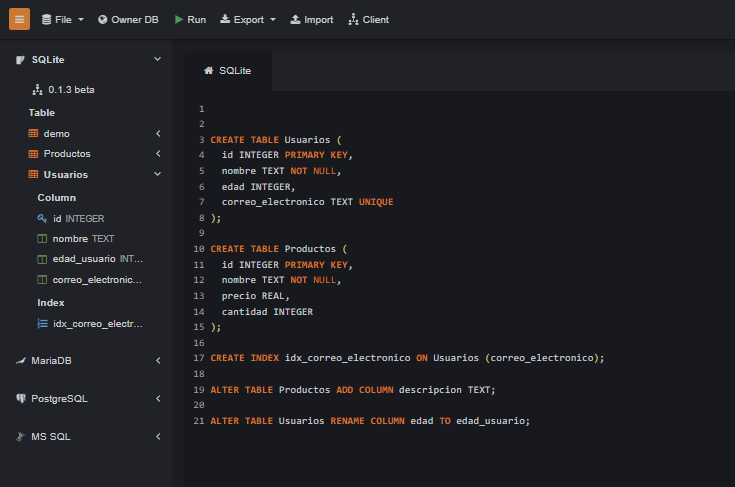 File Owner DB Run Export Import Client
SQLite
0.1.3 beta
Table
demo
Productos
Usuarios
Column
id INTEGER
nombre TEXT
edad_usuario INT...
correo_electronic...
Index
idx_correo_electr...
MariaDB
PostgreSQL
MS SQL
SQLite
1
2
3 CREATE TABLE Usuarios (
4 id INTEGER PRIMARY KEY,
5 nombre TEXT NOT NULL,
6 edad INTEGER,
7 correo_electronico TEXT UNIQUE
8 );
9
10 CREATE TABLE Productos (
11 id INTEGER PRIMARY KEY,
12 nombre TEXT NOT NULL,
13 precio REAL,
14 cantidad INTEGER
15 );
16
17 CREATE INDEX idx_correo_electronico ON Usuarios (correo_electronico);
18
19 ALTER TABLE Productos ADD COLUMN descripcion TEXT;
20
21 ALTER TABLE Usuarios RENAME COLUMN edad TO edad_usuario;